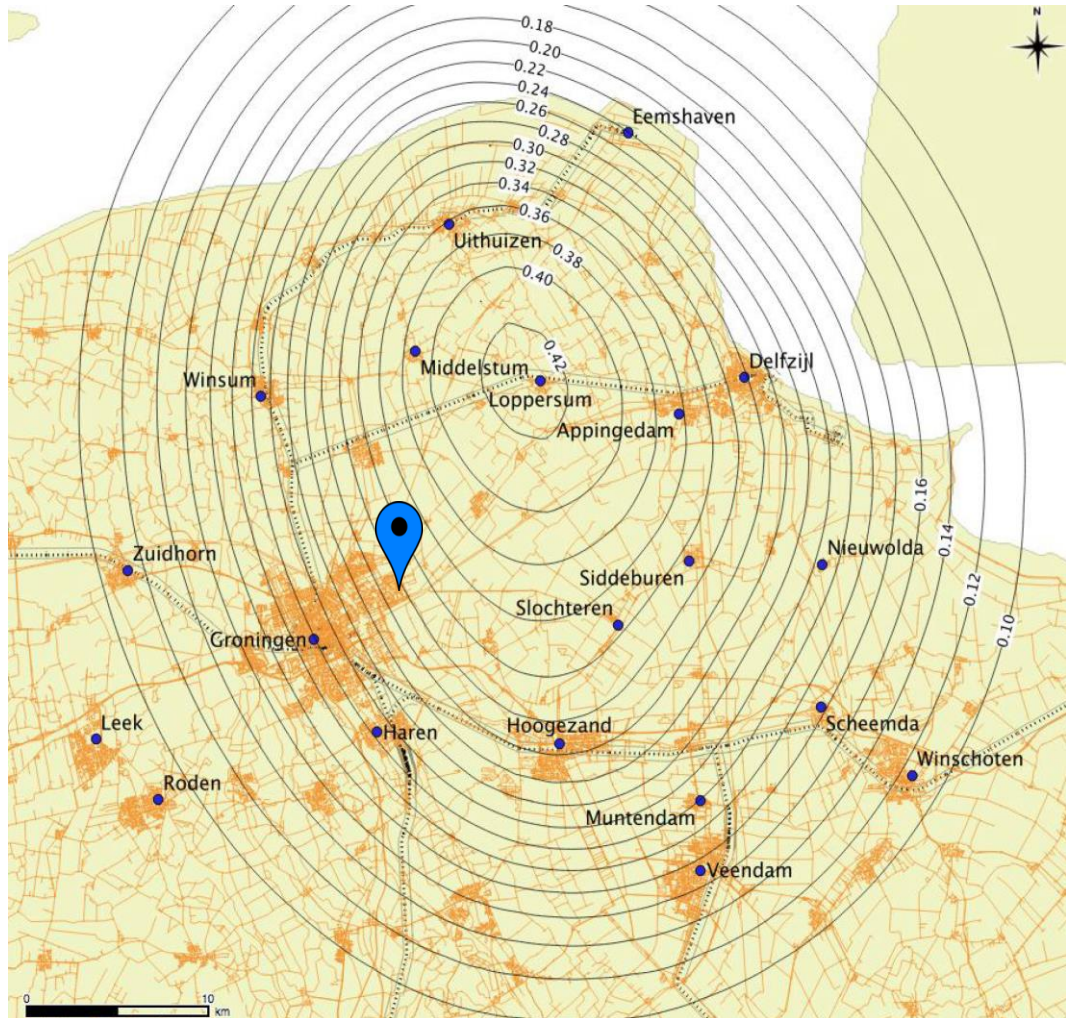 N
0.18
0.20
0.22
0.24
0.26
Eemshaven
0.28
0.30
0.32
0.34
0.36
Uithuizen
0.38
0.40
0.42
Delfzijl
Middelstum
Winsum
Loppersum
Appingedam
0.16
0.14
Zuidhorn
Nieuwolda
Siddeburen
0.12
Slochteren
0.10
Groningen
Leek
Haren
Hoogezand
Scheemda
Winschoten
Roden
Muntendam
Veendam
0 10
km